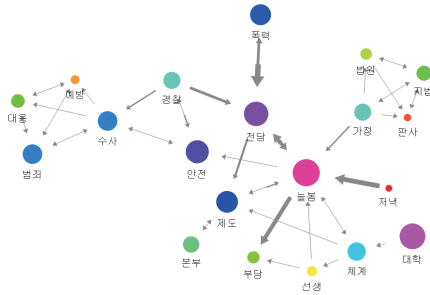 폭력
법원
지법
예방
경찰
대응
전담
가정
판사
수사
범죄
안전
늘봄
저녁
제도
본부
부담
체계
대학
선생